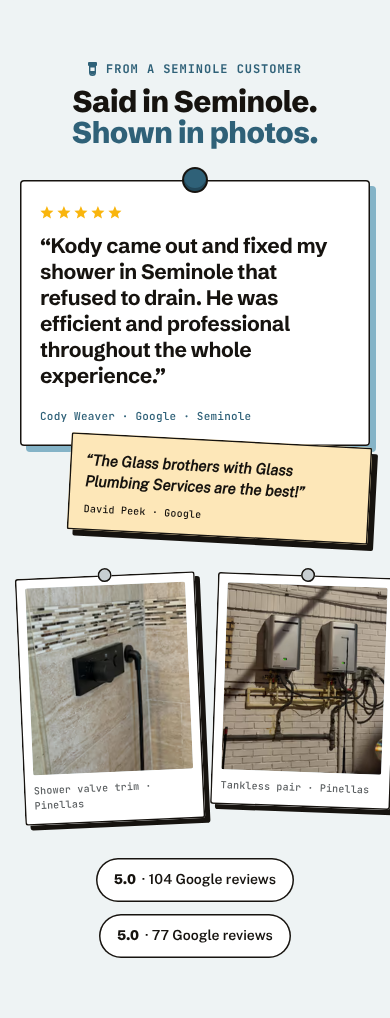 FROM A SEMINOLE CUSTOMER
Said in Seminole.
Shown in photos.
“Kody came out and fixed my
shower in Seminole that
refused to drain. He was
efficient and professional
throughout the whole
experience.”
Cody Weaver · Google · Seminole
“The Glass brothers with Glass
Plumbing Services are the best!”
David Peek · Google
Shower valve trim ·
Pinellas
Tankless pair · Pinellas
5.0 · 104 Google reviews
5.0 · 77 Google reviews